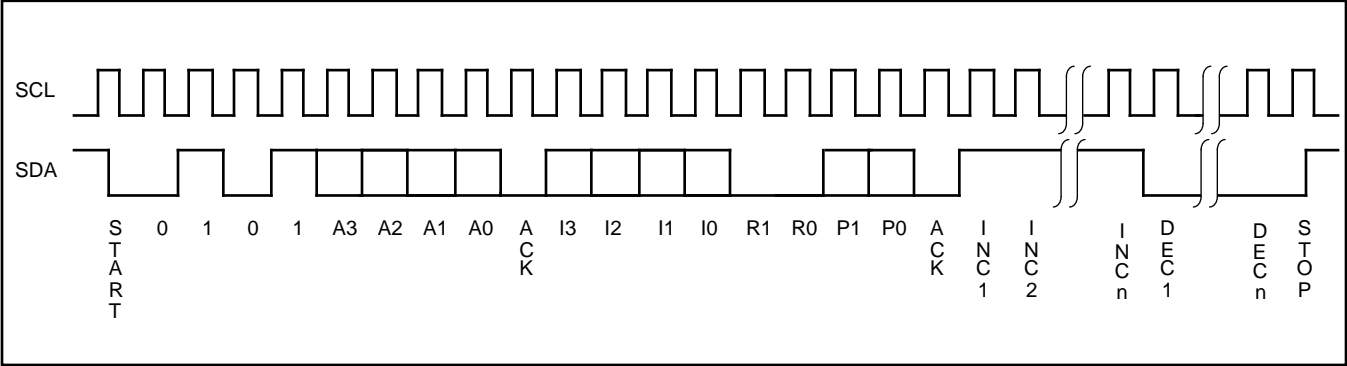 SCL
SDA
START 0 1 0 1 A3 A2 A1 A0 ACK I3 I2 I1 I0 R1 R0 P1 P0 ACK INC1 INC2 INCn DEC1 DECn STOP